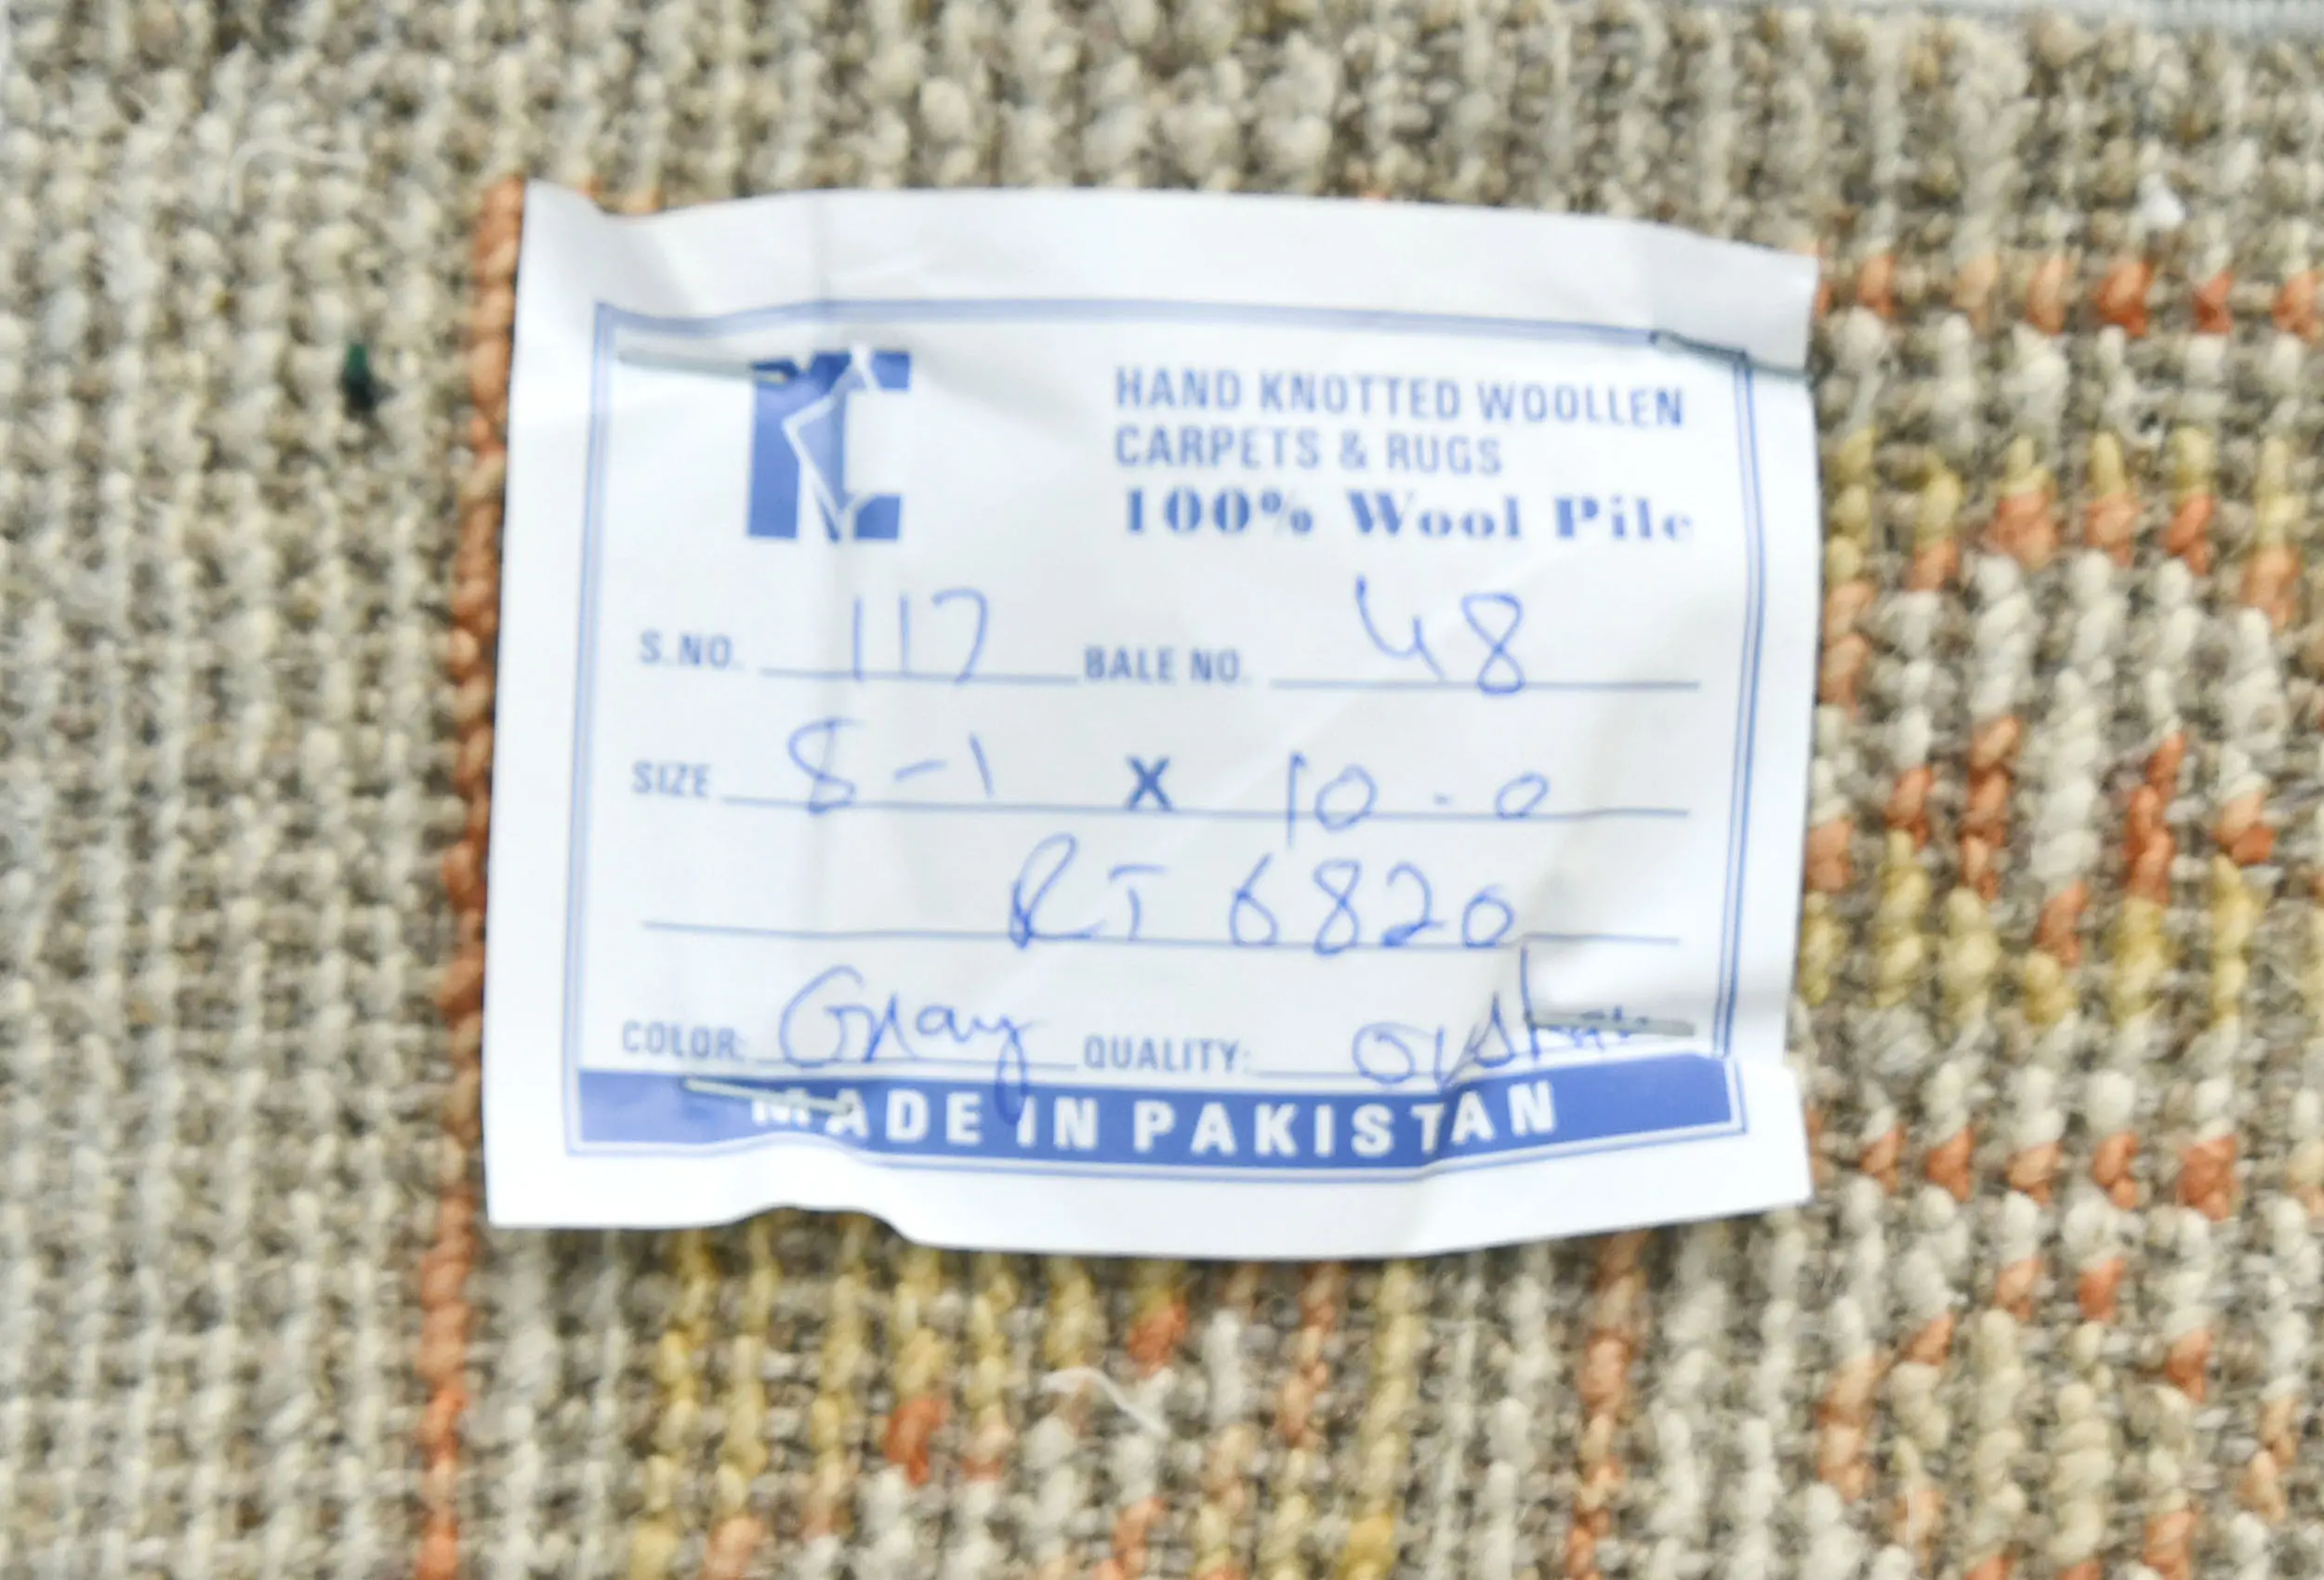 HAND KNOTTED WOOLLEN
CARPETS & RUGS
100% Wool Pile
S.NO. 117 BALE NO. 48
SIZE 8-1 X 10-0
RT 6820
COLOR: Gray QUALITY:
MADE IN PAKISTAN